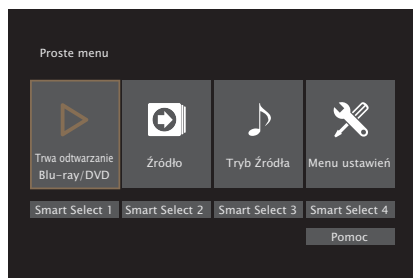 Proste menu
Trwa odtwarzanie
Blu-ray/DVD
Źródło
Tryb Źródła
Menu ustawień
Smart Select 1
Smart Select 2
Smart Select 3
Smart Select 4
Pomoc